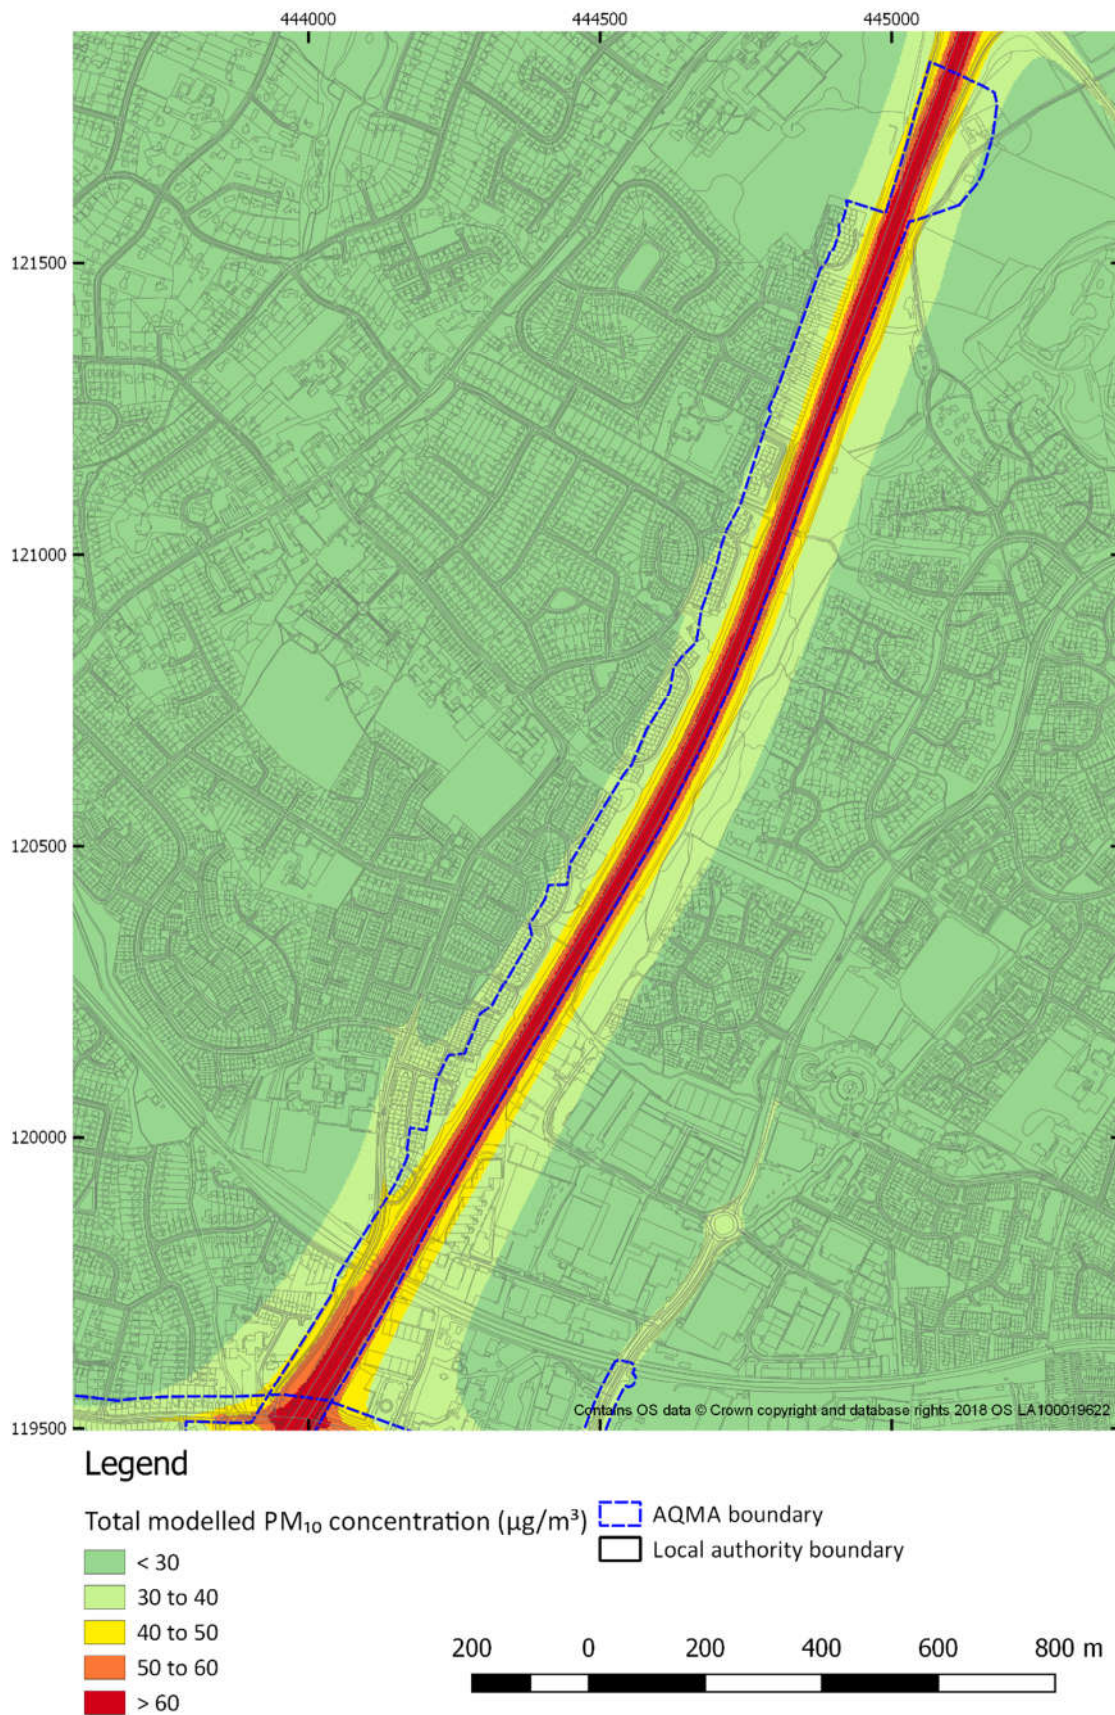 444000 444500 445000
121500
121000
120500
120000
119500
Contains OS data © Crown copyright and database rights 2018 OS LA100019622
Legend
Total modelled PM₁₀ concentration (µg/m³)
< 30
30 to 40
40 to 50
50 to 60
> 60
AQMA boundary
Local authority boundary
200 0 200 400 600 800 m